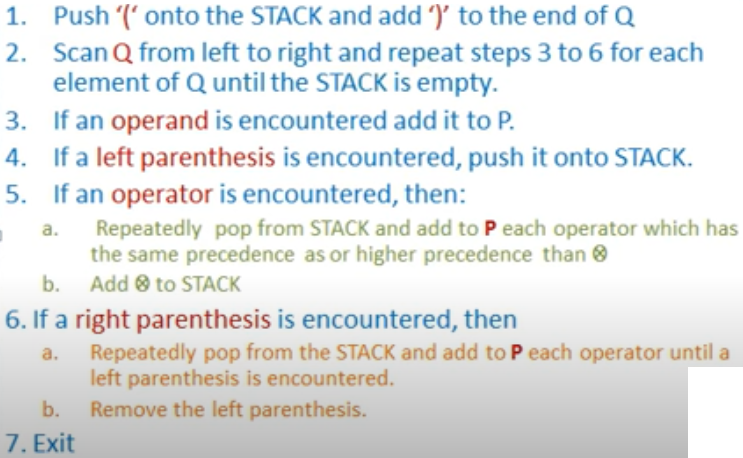 1. Push ‘(‘ onto the STACK and add ‘)’ to the end of Q
2. Scan Q from left to right and repeat steps 3 to 6 for each
element of Q until the STACK is empty.
3. If an operand is encountered add it to P.
4. If a left parenthesis is encountered, push it onto STACK.
5. If an operator is encountered, then:
a. Repeatedly pop from STACK and add to P each operator which has
the same precedence as or higher precedence than ⊗
b. Add ⊗ to STACK
6. If a right parenthesis is encountered, then
a. Repeatedly pop from the STACK and add to P each operator until a
left parenthesis is encountered.
b. Remove the left parenthesis.
7. Exit